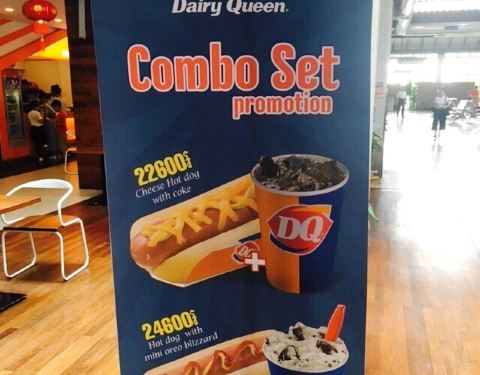 Dairy Queen®
Combo Set
promotion
22600
Cheese Hot dog
with coke
DQ
DQ
+
24600
Hot dog with
mini oreo blizzard